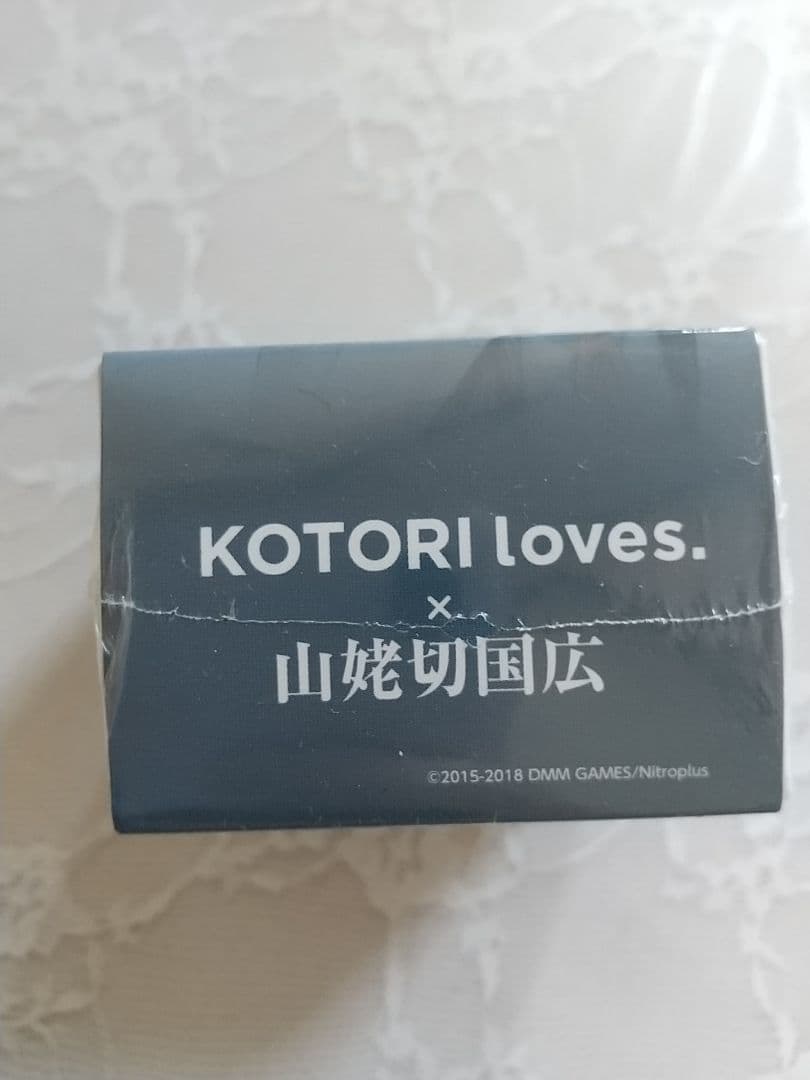 KOTORI loves.
×
山姥切国広
©2015-2018 DMM GAMES/Nitroplus